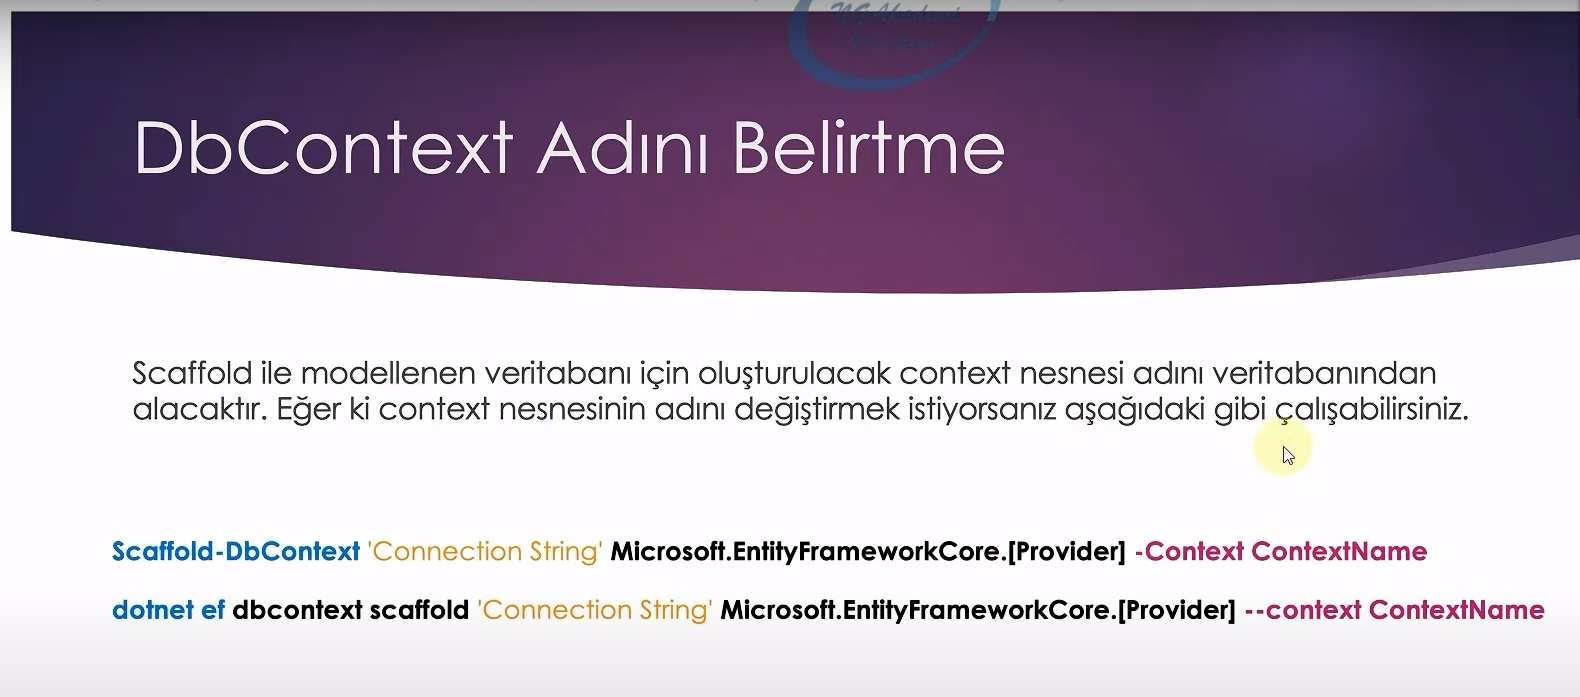 DbContext Adını Belirtme
Scaffold ile modellenen veritabanı için oluşturulacak context nesnesi adını veritabanından
alacaktır. Eğer ki context nesnesinin adını değiştirmek istiyorsanız aşağıdaki gibi çalışabilirsiniz.
Scaffold-DbContext 'Connection String' Microsoft.EntityFrameworkCore.[Provider] -Context ContextName
dotnet ef dbcontext scaffold 'Connection String' Microsoft.EntityFrameworkCore.[Provider] --context ContextName